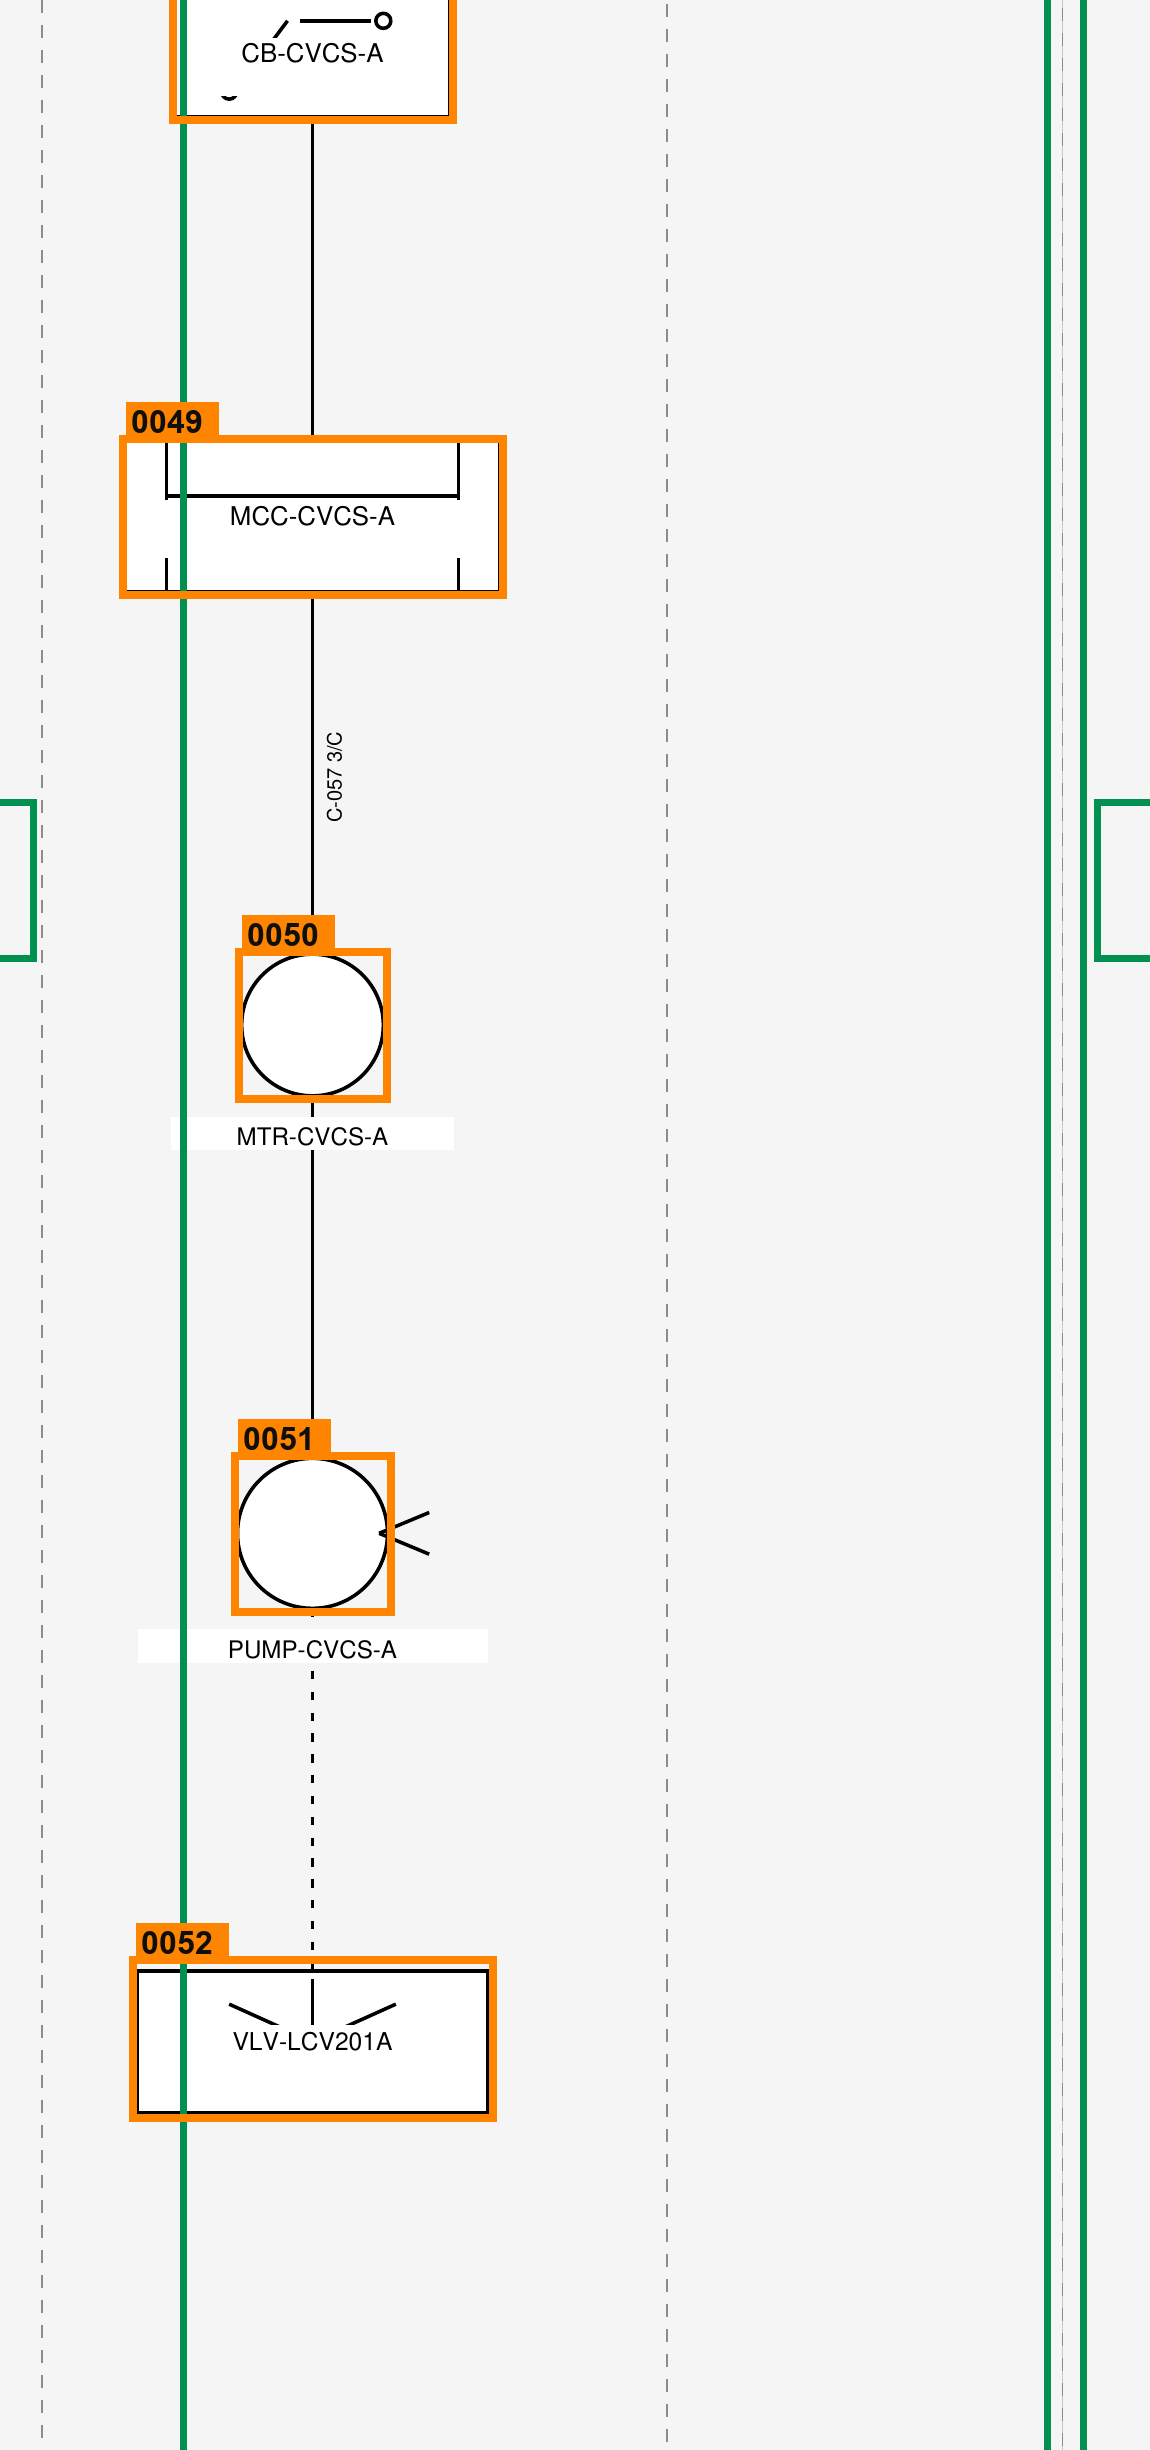 CB-CVCS-A
0049
MCC-CVCS-A
C-057 3/C
0050
MTR-CVCS-A
0051
PUMP-CVCS-A
0052
VLV-LCV201A